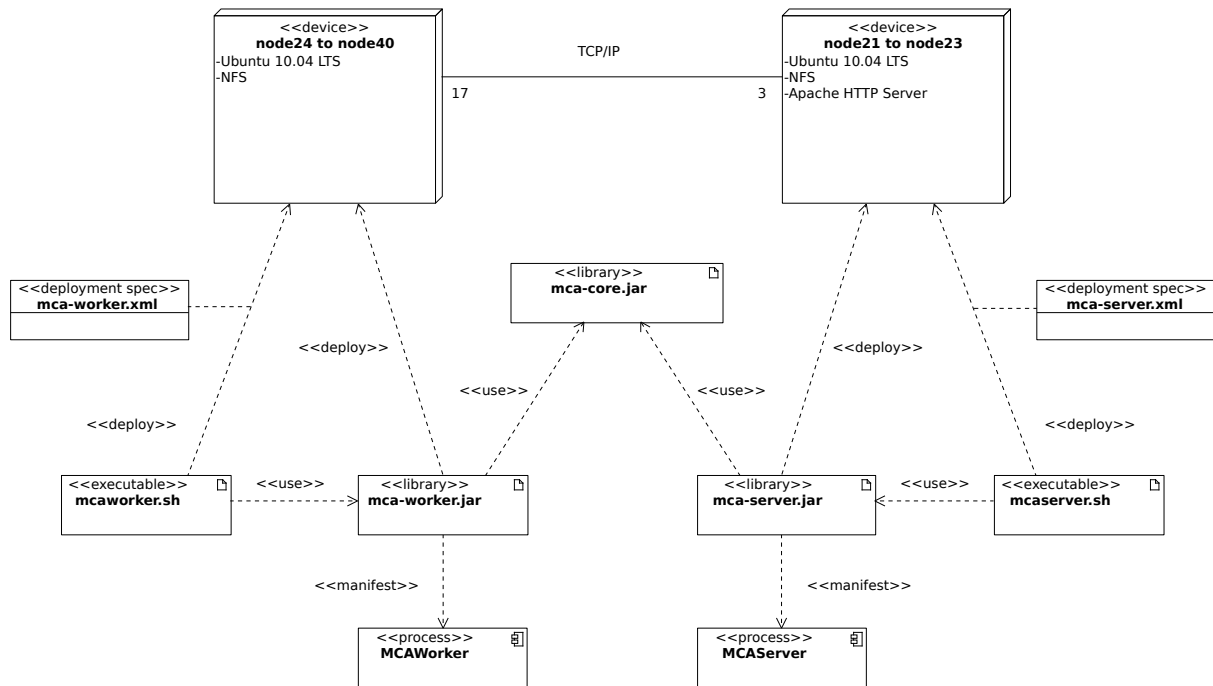 <<device>>
node24 to node40
-Ubuntu 10.04 LTS
-NFS
TCP/IP
17
3
<<device>>
node21 to node23
-Ubuntu 10.04 LTS
-NFS
-Apache HTTP Server
<<deployment spec>>
mca-worker.xml
<<library>>
mca-core.jar
<<deployment spec>>
mca-server.xml
<<deploy>>
<<deploy>>
<<use>>
<<use>>
<<deploy>>
<<deploy>>
<<executable>>
mcaworker.sh
<<use>>
<<library>>
mca-worker.jar
<<library>>
mca-server.jar
<<use>>
<<executable>>
mcaserver.sh
<<manifest>>
<<manifest>>
<<process>>
MCAWorker
<<process>>
MCAServer